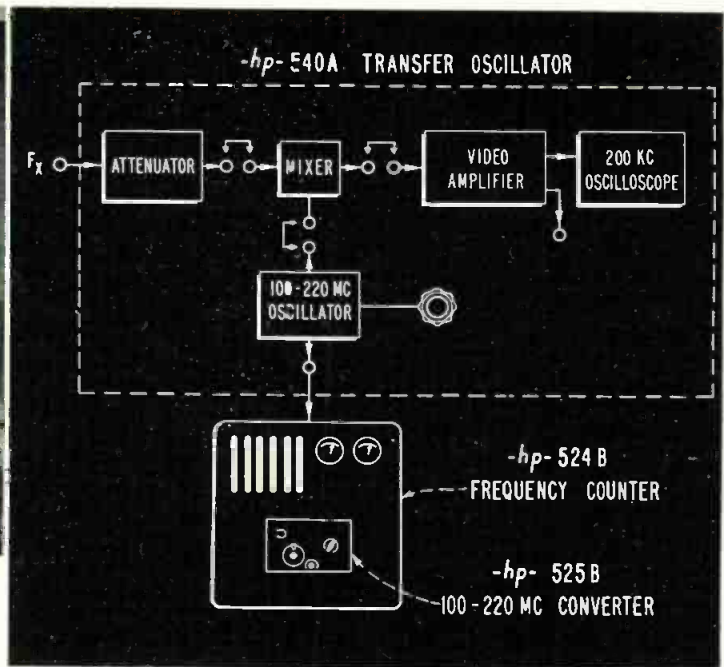 -hp- 540A TRANSFER OSCILLATOR
FX
ATTENUATOR
MIXER
VIDEO
AMPLIFIER
200 KC
OSCILLOSCOPE
100-220 MC
OSCILLATOR
-hp- 524 B
FREQUENCY COUNTER
-hp- 525 B
100-220 MC CONVERTER